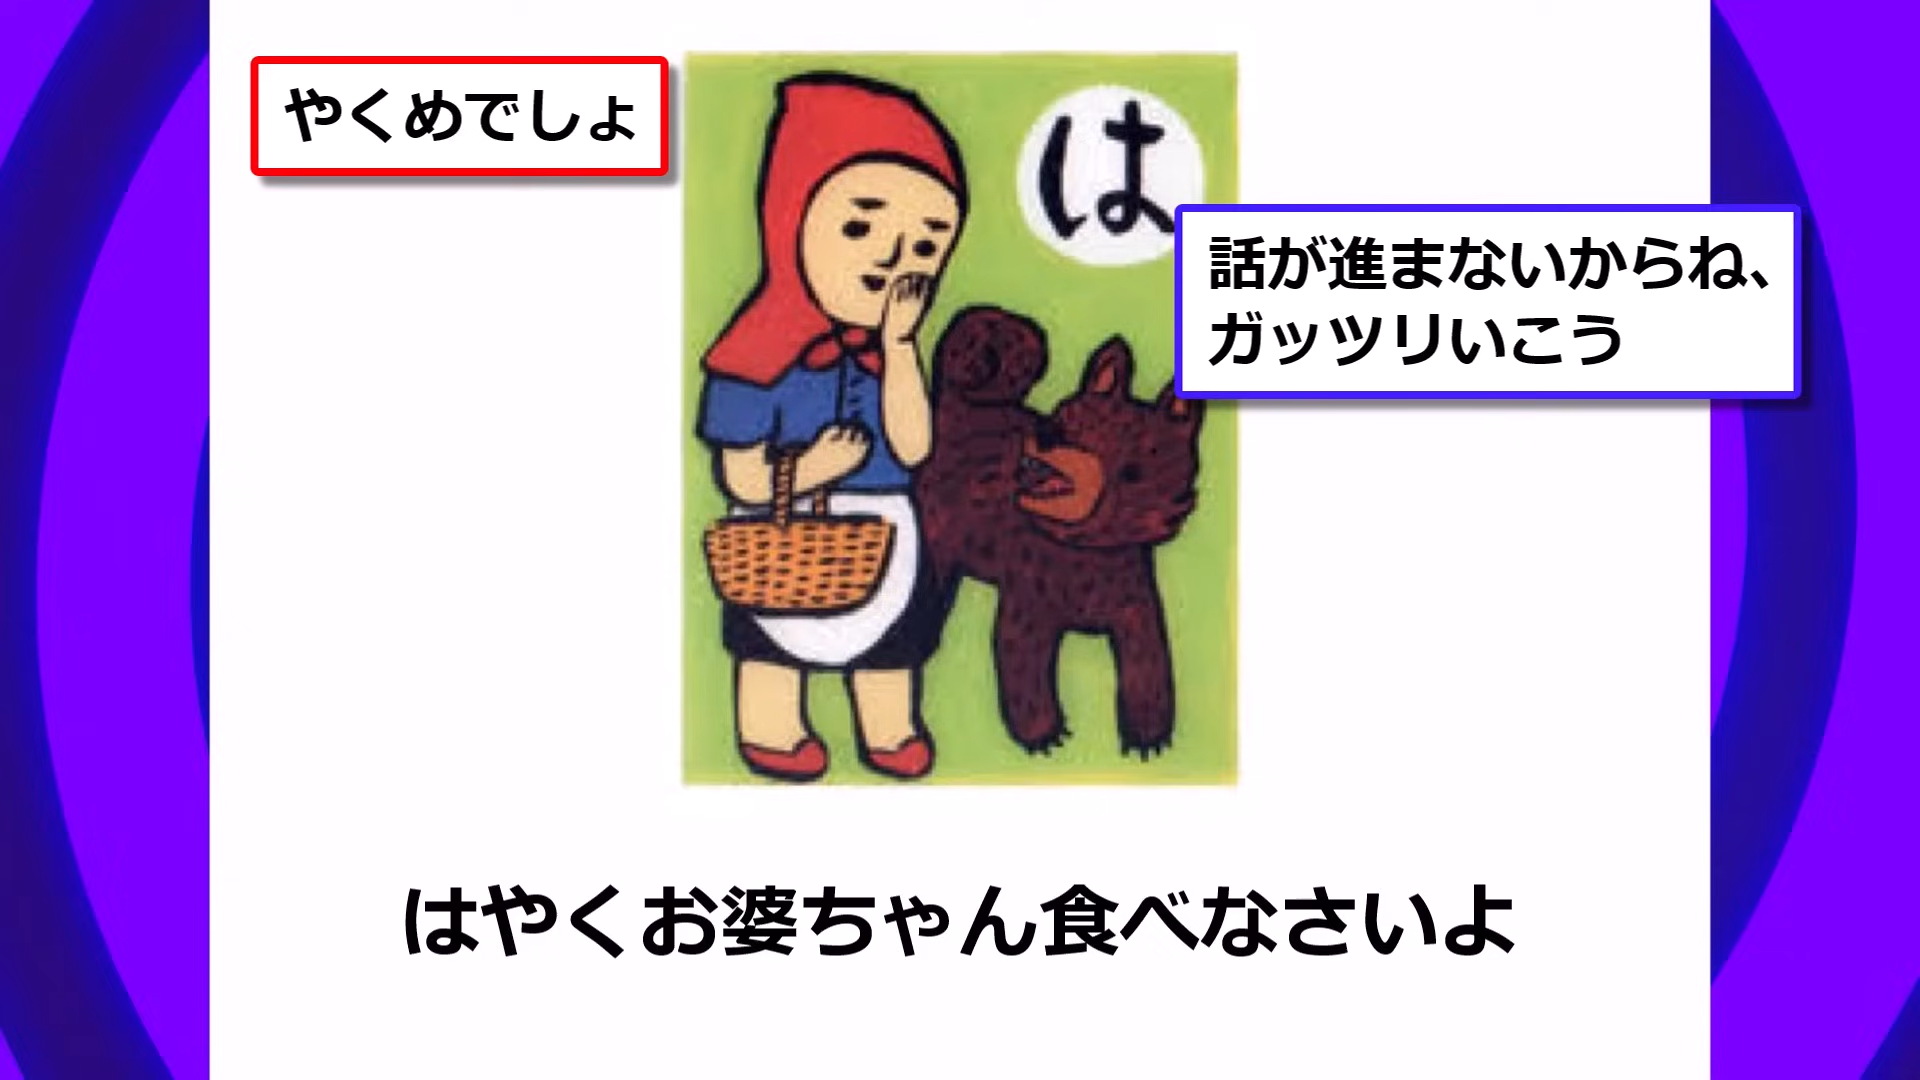 やくめでしょ
は
話が進まないからね、
ガッツリいこう
はやくお婆ちゃん食べなさいよ